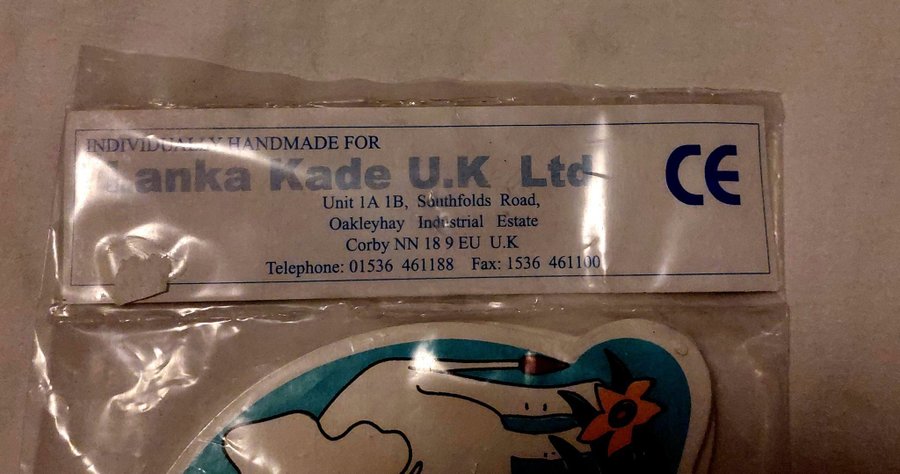 INDIVIDUALLY HANDMADE FOR
Lanka Kade U.K Ltd
CE
Unit 1A 1B, Southfolds Road,
Oakleyhay Industrial Estate
Corby NN 18 9 EU U.K
Telephone: 01536 461188 Fax: 1536 461100